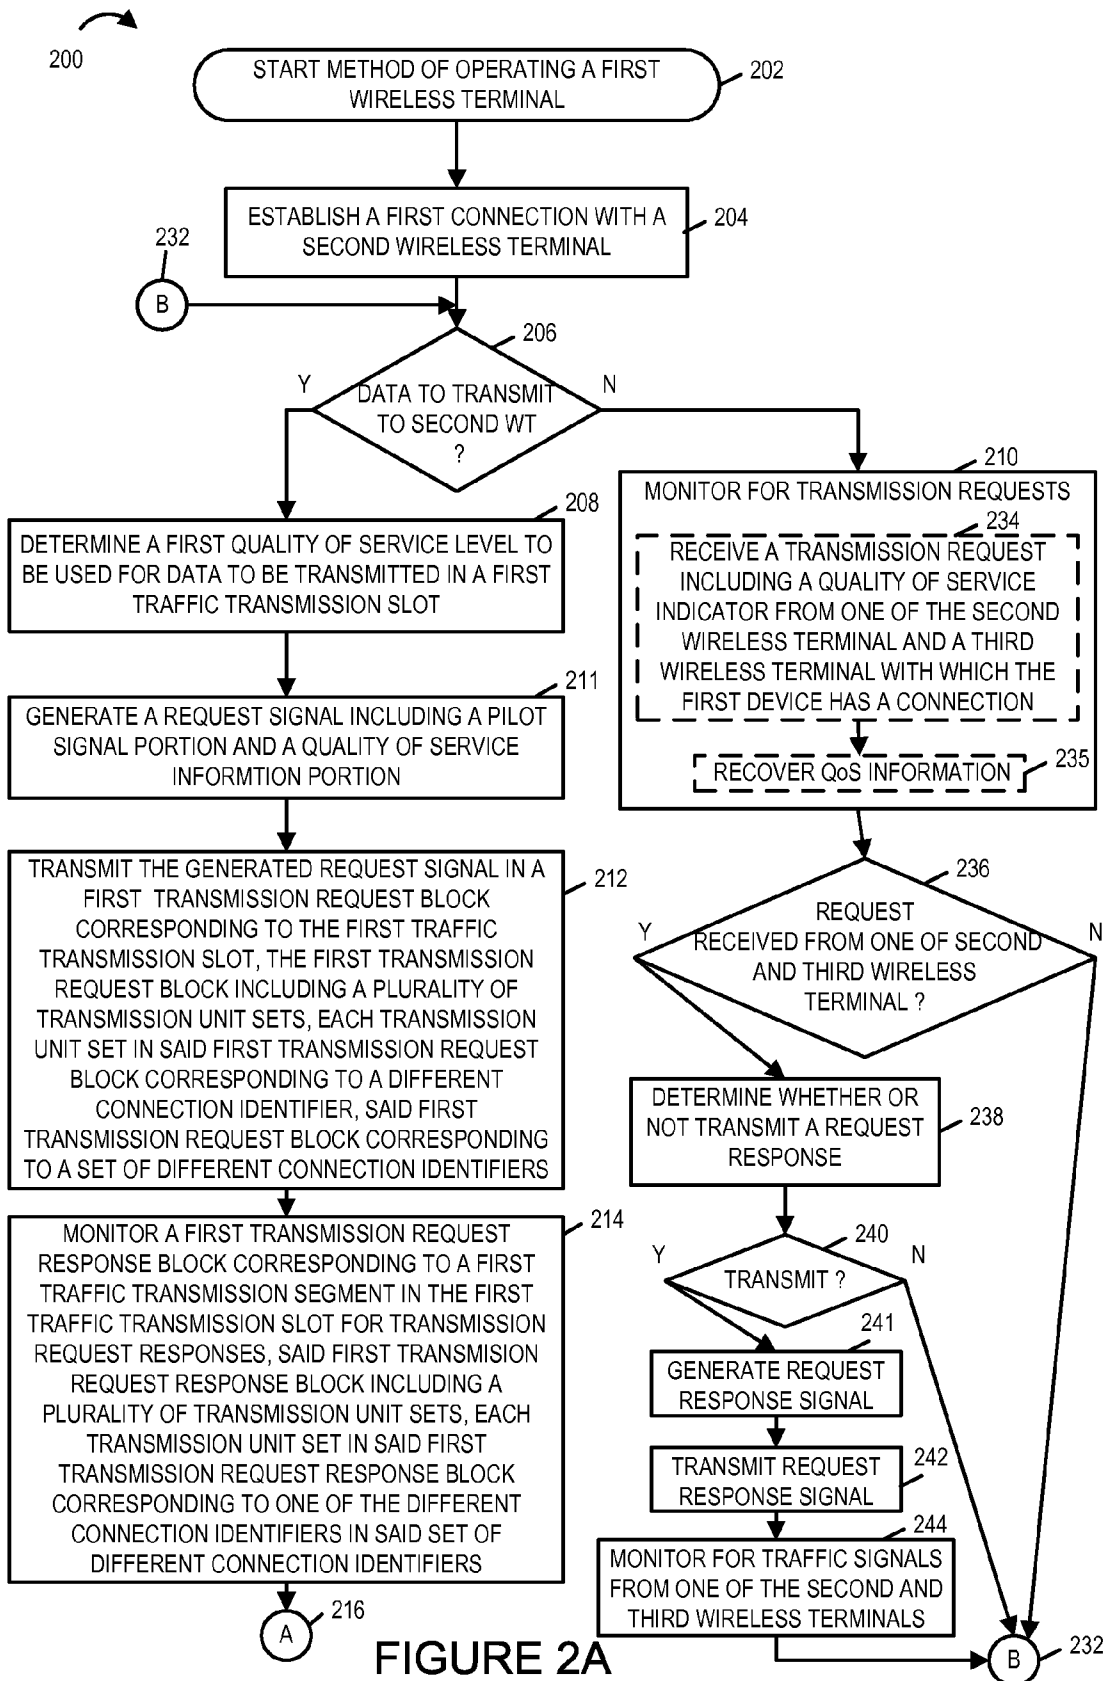 200
START METHOD OF OPERATING A FIRST
WIRELESS TERMINAL
202
ESTABLISH A FIRST CONNECTION WITH A
SECOND WIRELESS TERMINAL
204
232
B
206
Y
N
DATA TO TRANSMIT
TO SECOND WT
?
208
DETERMINE A FIRST QUALITY OF SERVICE LEVEL TO
BE USED FOR DATA TO BE TRANSMITTED IN A FIRST
TRAFFIC TRANSMISSION SLOT
211
GENERATE A REQUEST SIGNAL INCLUDING A PILOT
SIGNAL PORTION AND A QUALITY OF SERVICE
INFORMTION PORTION
TRANSMIT THE GENERATED REQUEST SIGNAL IN A
FIRST TRANSMISSION REQUEST BLOCK
CORRESPONDING TO THE FIRST TRAFFIC
TRANSMISSION SLOT, THE FIRST TRANSMISSION
REQUEST BLOCK INCLUDING A PLURALITY OF
TRANSMISSION UNIT SETS, EACH TRANSMISSION
UNIT SET IN SAID FIRST TRANSMISSION REQUEST
BLOCK CORRESPONDING TO A DIFFERENT
CONNECTION IDENTIFIER, SAID FIRST
TRANSMISSION REQUEST BLOCK CORRESPONDING
TO A SET OF DIFFERENT CONNECTION IDENTIFIERS
212
MONITOR A FIRST TRANSMISSION REQUEST
RESPONSE BLOCK CORRESPONDING TO A FIRST
TRAFFIC TRANSMISSION SEGMENT IN THE FIRST
TRAFFIC TRANSMISSION SLOT FOR TRANSMISSION
REQUEST RESPONSES, SAID FIRST TRANSMISION
REQUEST RESPONSE BLOCK INCLUDING A
PLURALITY OF TRANSMISSION UNIT SETS, EACH
TRANSMISSION UNIT SET IN SAID FIRST
TRANSMISSION REQUEST RESPONSE BLOCK
CORRESPONDING TO ONE OF THE DIFFERENT
CONNECTION IDENTIFIERS IN SAID SET OF
DIFFERENT CONNECTION IDENTIFIERS
214
A
216
210
MONITOR FOR TRANSMISSION REQUESTS
234
RECEIVE A TRANSMISSION REQUEST
INCLUDING A QUALITY OF SERVICE
INDICATOR FROM ONE OF THE SECOND
WIRELESS TERMINAL AND A THIRD
WIRELESS TERMINAL WITH WHICH THE
FIRST DEVICE HAS A CONNECTION
RECOVER QoS INFORMATION
235
236
Y
N
REQUEST
RECEIVED FROM ONE OF SECOND
AND THIRD WIRELESS
TERMINAL ?
DETERMINE WHETHER OR
NOT TRANSMIT A REQUEST
RESPONSE
238
240
Y
N
TRANSMIT ?
241
GENERATE REQUEST
RESPONSE SIGNAL
TRANSMIT REQUEST
RESPONSE SIGNAL
242
244
MONITOR FOR TRAFFIC SIGNALS
FROM ONE OF THE SECOND AND
THIRD WIRELESS TERMINALS
B
232
FIGURE 2A